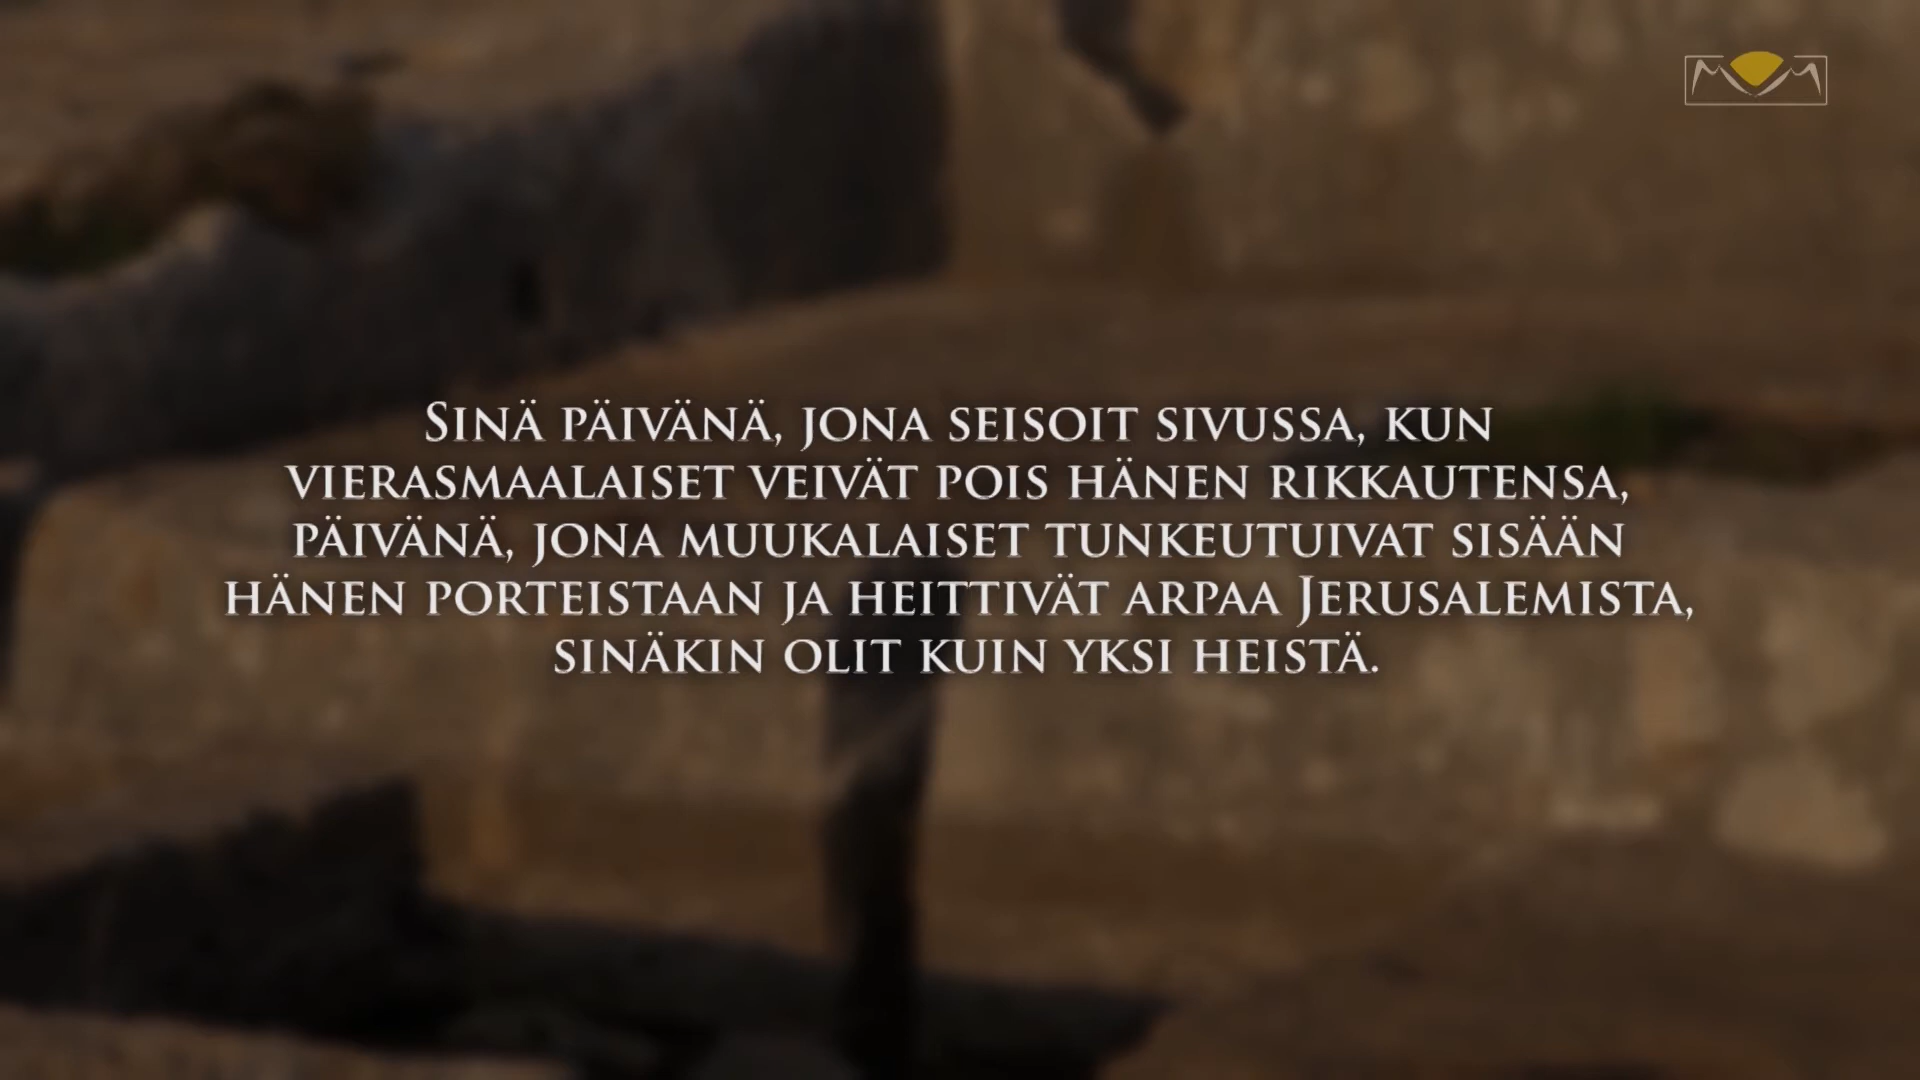 Sinä päivänä, jona seisoit sivussa, kun
vierasmaalaiset veivät pois hänen rikkautensa,
päivänä, jona muukalaiset tunkeutuivat sisään
hänen porteistaan ja heittivät arpaa Jerusalemista,
sinäkin olit kuin yksi heistä.